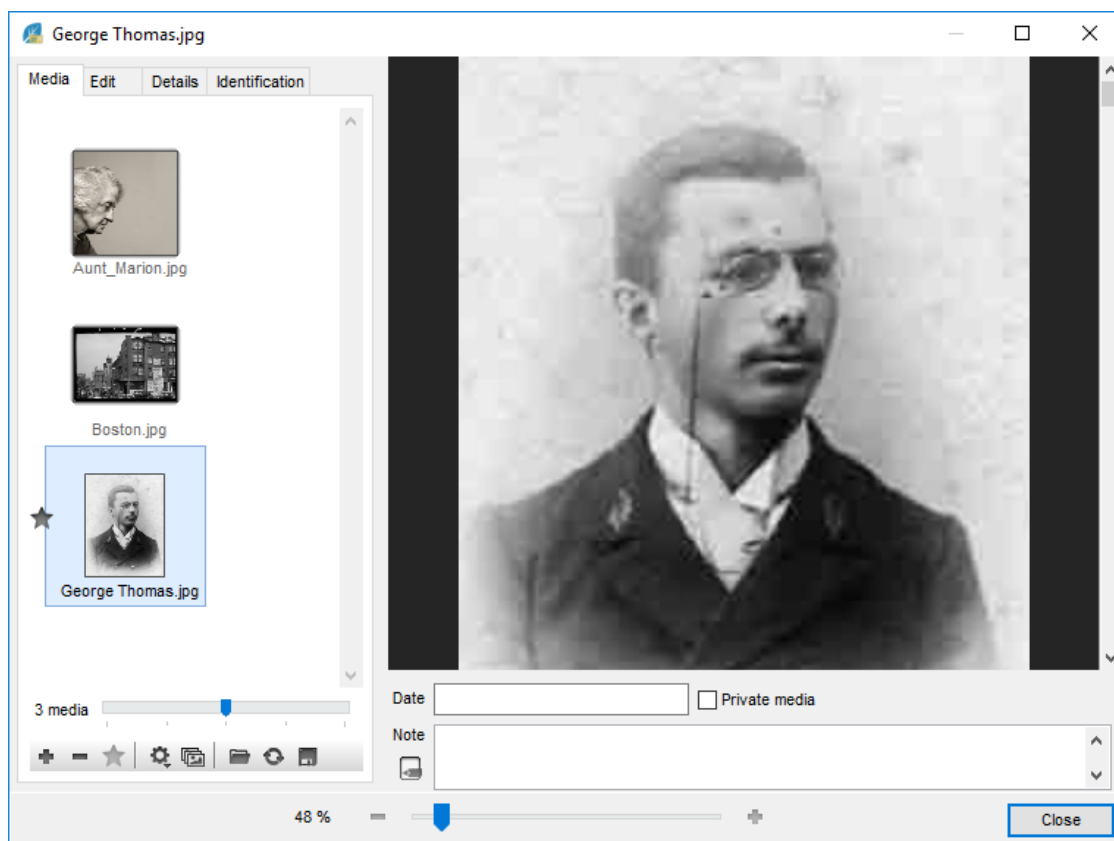 George Thomas.jpg
Media Edit Details Identification
Aunt_Marion.jpg
Boston.jpg
George Thomas.jpg
3 media
Date
Private media
Note
48 %
Close